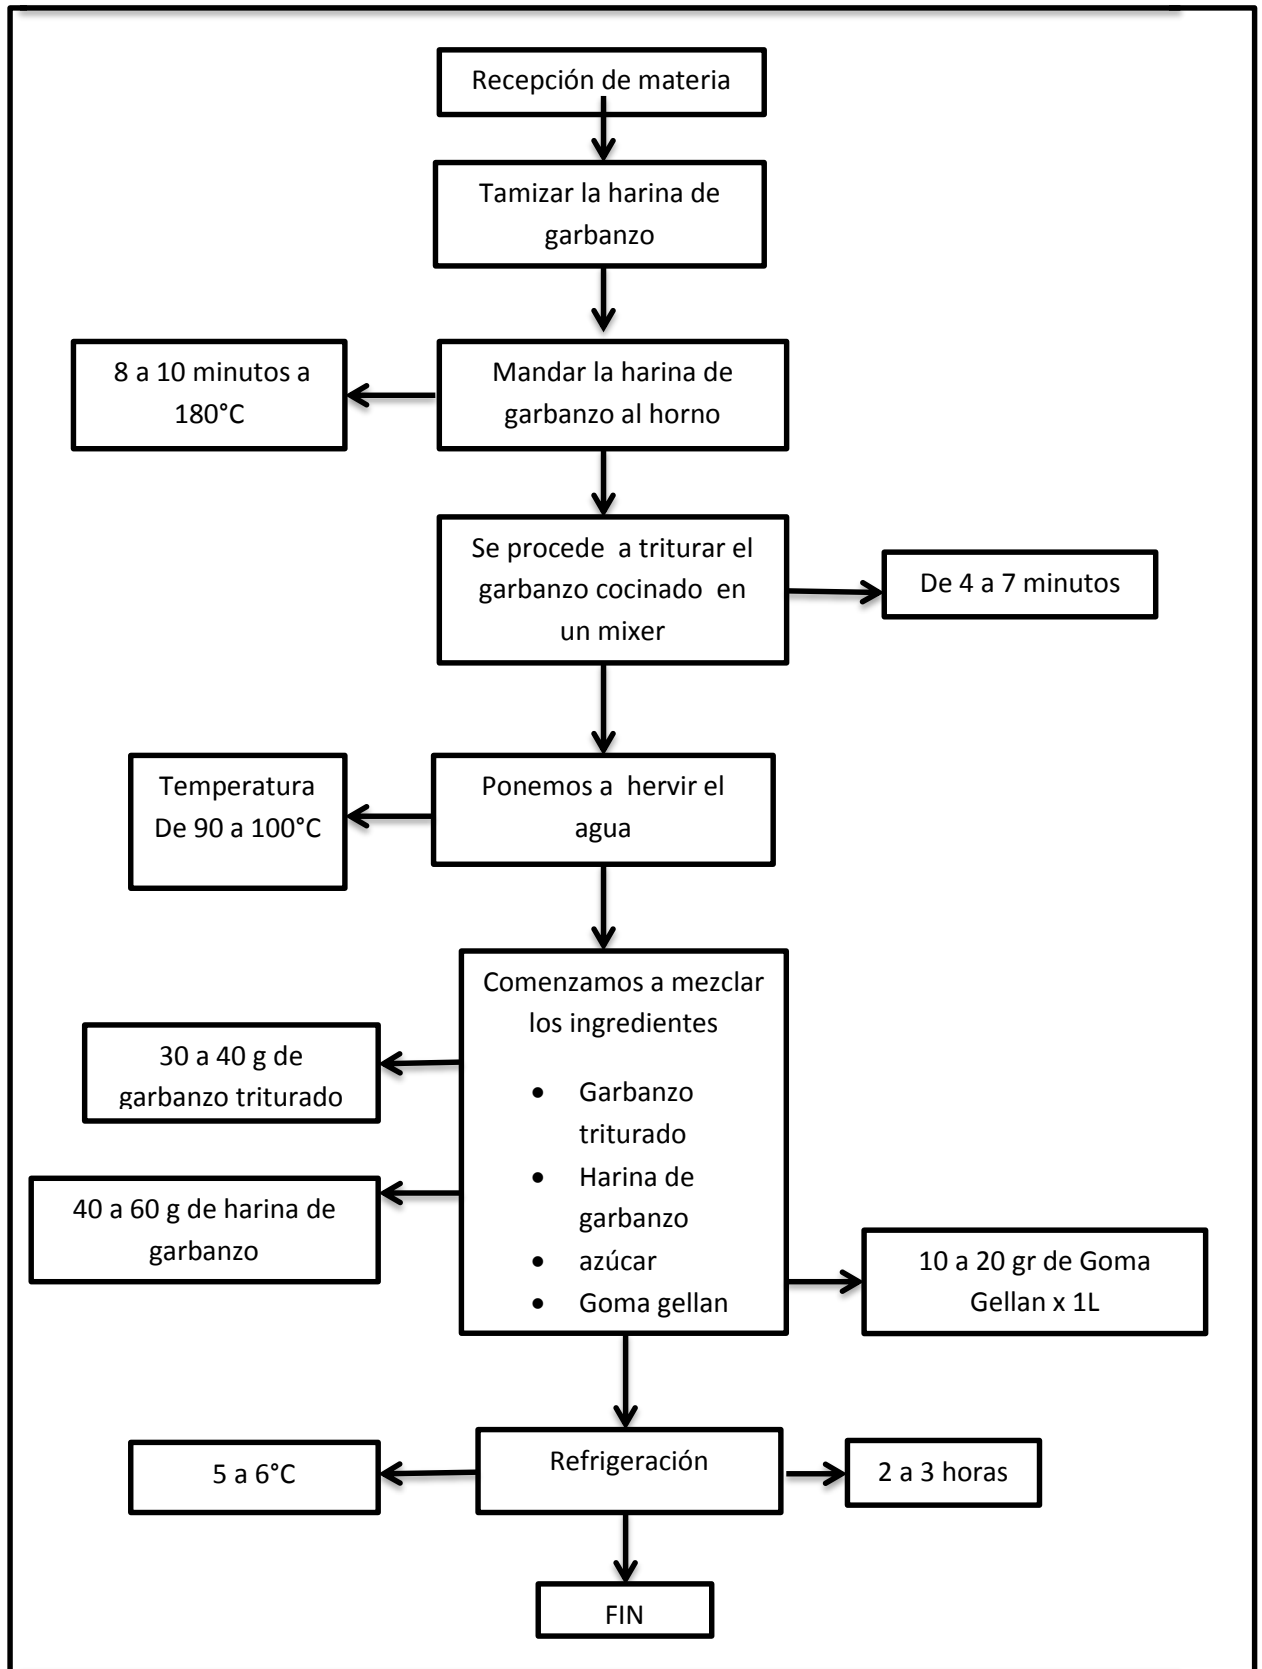 Recepción de materia
Tamizar la harina de
garbanzo
8 a 10 minutos a
180°C
Mandar la harina de
garbanzo al horno
Se procede  a triturar el
garbanzo cocinado  en
un mixer
De 4 a 7 minutos
Temperatura
De 90 a 100°C
Ponemos a  hervir el
agua
Comenzamos a mezclar
los ingredientes
• Garbanzo
triturado
• Harina de
garbanzo
• azúcar
• Goma gellan
30 a 40 g de
garbanzo triturado
40 a 60 g de harina de
garbanzo
10 a 20 gr de Goma
Gellan x 1L
5 a 6°C
Refrigeración
2 a 3 horas
FIN